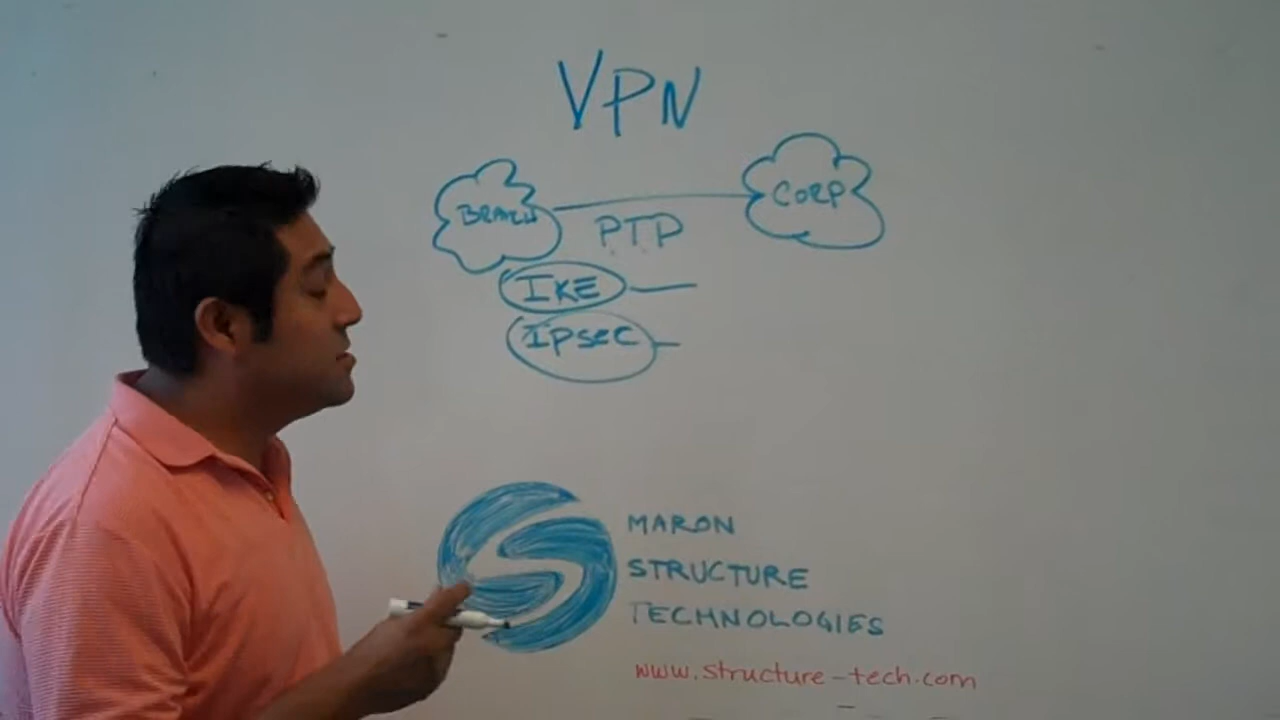 VPN
BRANCH
CORP
PTP
IKE
IPsec
MARON
STRUCTURE
TECHNOLOGIES
www.structure-tech.com